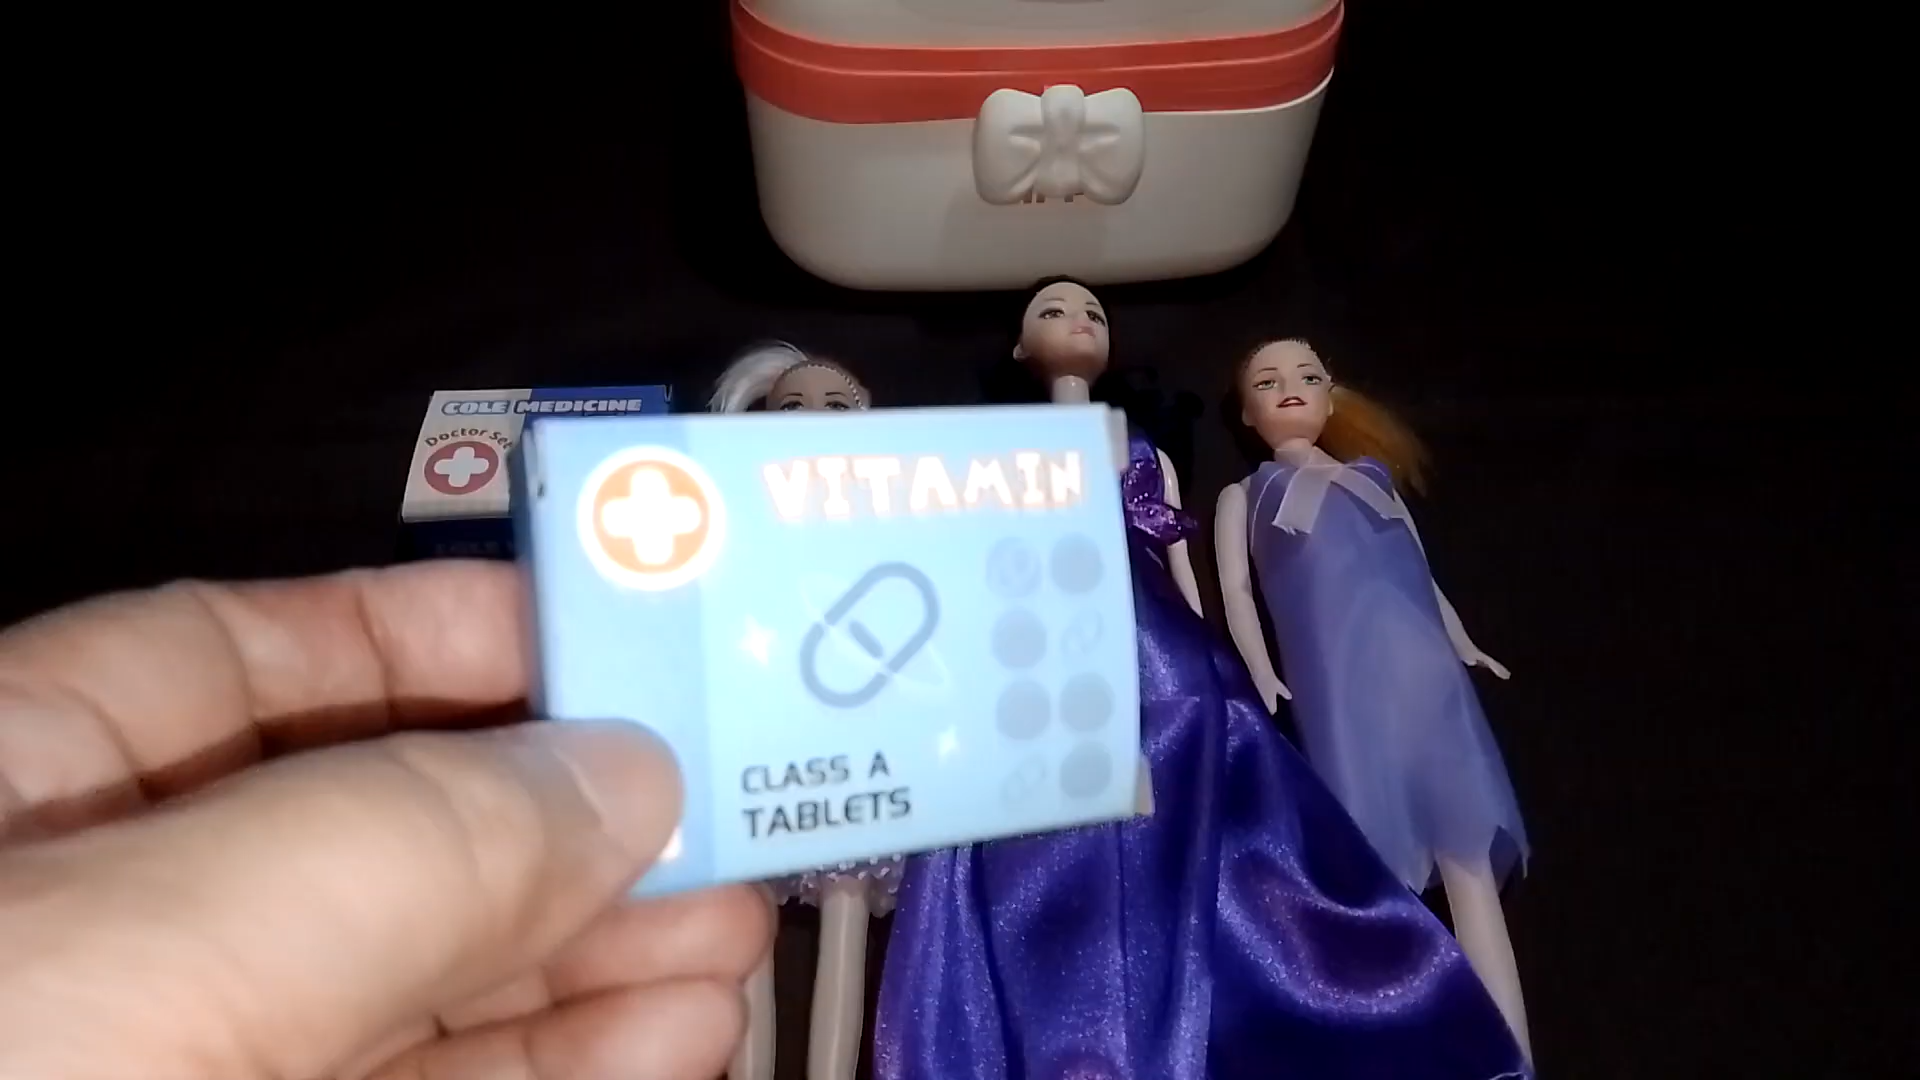 COLE MEDICINE
Doctor Set
VITAMIN
CLASS A
TABLETS